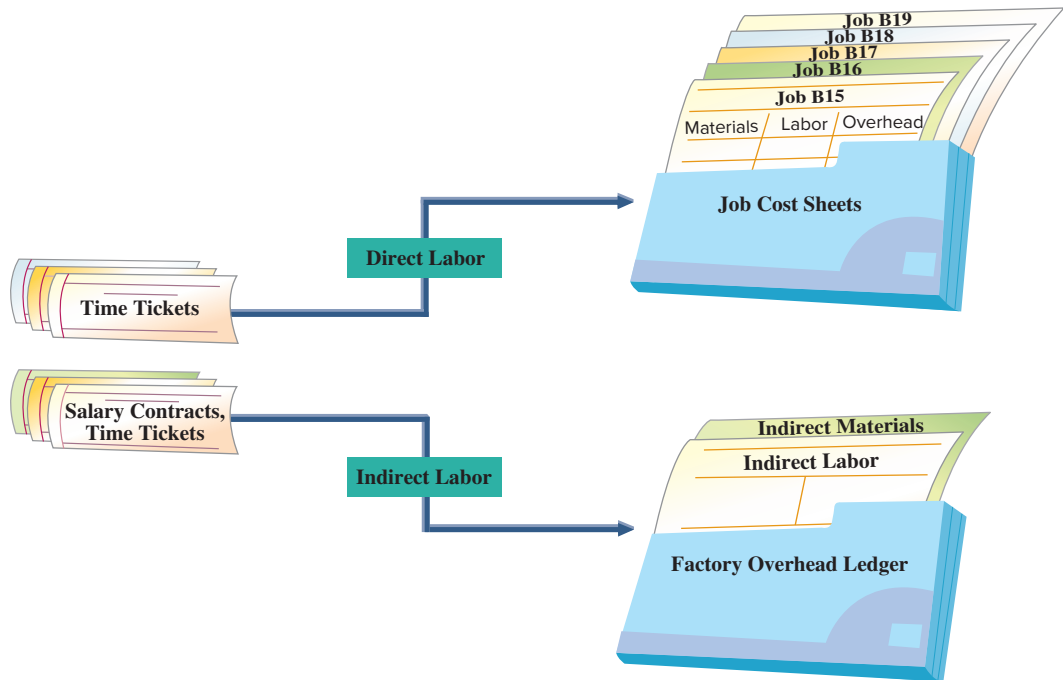 Job B19
Job B18
Job B17
Job B16
Job B15
Materials Labor Overhead
Job Cost Sheets
Direct Labor
Time Tickets
Salary Contracts,
Time Tickets
Indirect Labor
Indirect Materials
Indirect Labor
Factory Overhead Ledger